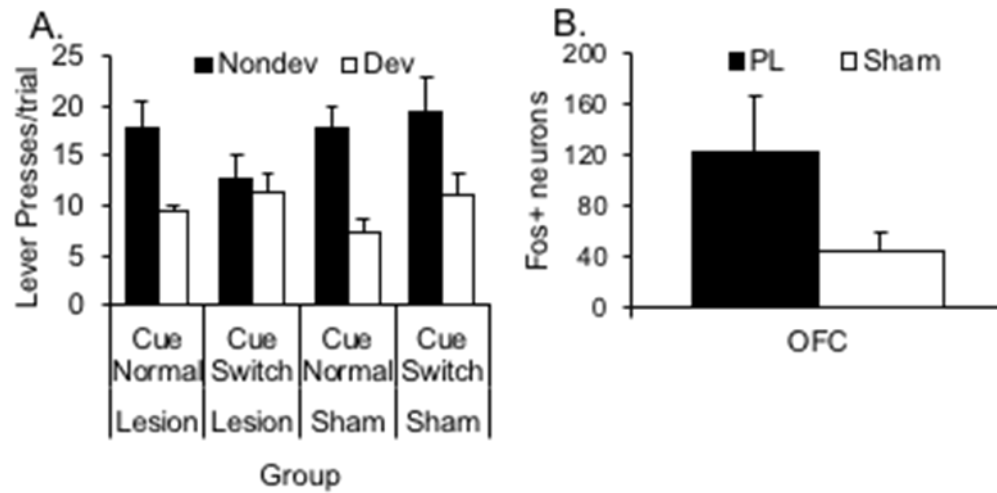 A.
25
20
15
10
5
0
Lever Presses/trial
Nondev Dev
Cue Normal
Cue Switch
Cue Normal
Cue Switch
Lesion Lesion Sham Sham
Group
B.
200
160
120
80
40
0
Fos+ neurons
PL Sham
OFC